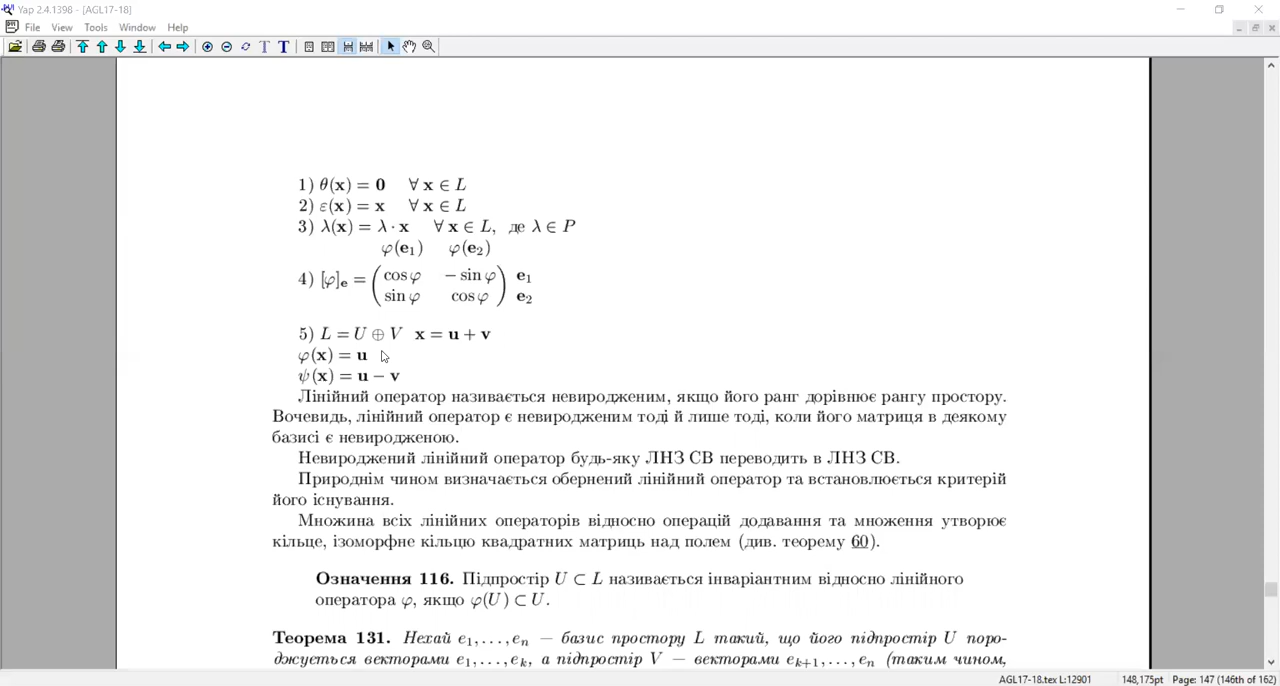 Yap 2.4.1398 - [AGL17-18]
File View Tools Window Help
1) θ(x) = 0 ∀ x ∈ L
2) ε(x) = x ∀ x ∈ L
3) λ(x) = λ · x ∀ x ∈ L, де λ ∈ P
φ(e₁) φ(e₂)
4) [φ]ₑ = ( cos φ − sin φ ) e₁
sin φ cos φ e₂
5) L = U ⊕ V x = u + v
φ(x) = u
ψ(x) = u − v
Лінійний оператор називається невиродженим, якщо його ранг дорівнює рангу простору.
Вочевидь, лінійний оператор є невиродженим тоді й лише тоді, коли його матриця в деякому
базисі є невиродженою.
Невироджений лінійний оператор будь-яку ЛНЗ СВ переводить в ЛНЗ СВ.
Природнім чином визначається обернений лінійний оператор та встановлюється критерій
його існування.
Множина всіх лінійних операторів відносно операцій додавання та множення утворює
кільце, ізоморфне кільцю квадратних матриць над полем (див. теорему 60).
Означення 116. Підпростір U ⊂ L називається інваріантним відносно лінійного
оператора φ, якщо φ(U) ⊂ U.
Теорема 131. Нехай e₁, . . . , eₙ — базис простору L такий, що його підпростір U поро-
джується векторами e₁, . . . , eₖ, а підпростір V — векторами eₖ₊₁, . . . , eₙ (таким чином,
AGL17-18.tex L:12901 148,175pt Page: 147 (146th of 162)